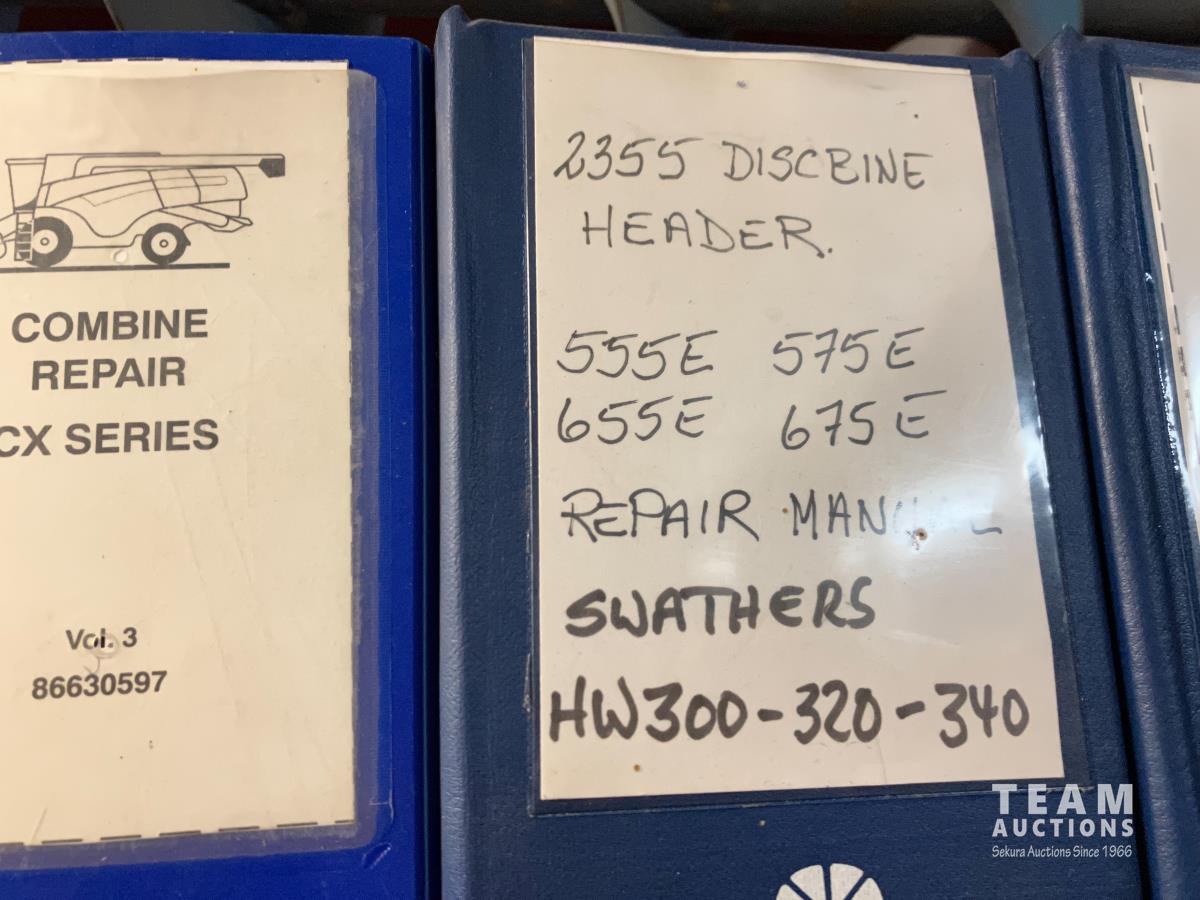 COMBINE
REPAIR
CX SERIES
Vol. 3
86630597
2355 DISCBINE
HEADER.
555E 575E
655E 675E
REPAIR MANUAL
SWATHERS
HW300-320-340
TEAM
AUCTIONS
Sekura Auctions Since 1966